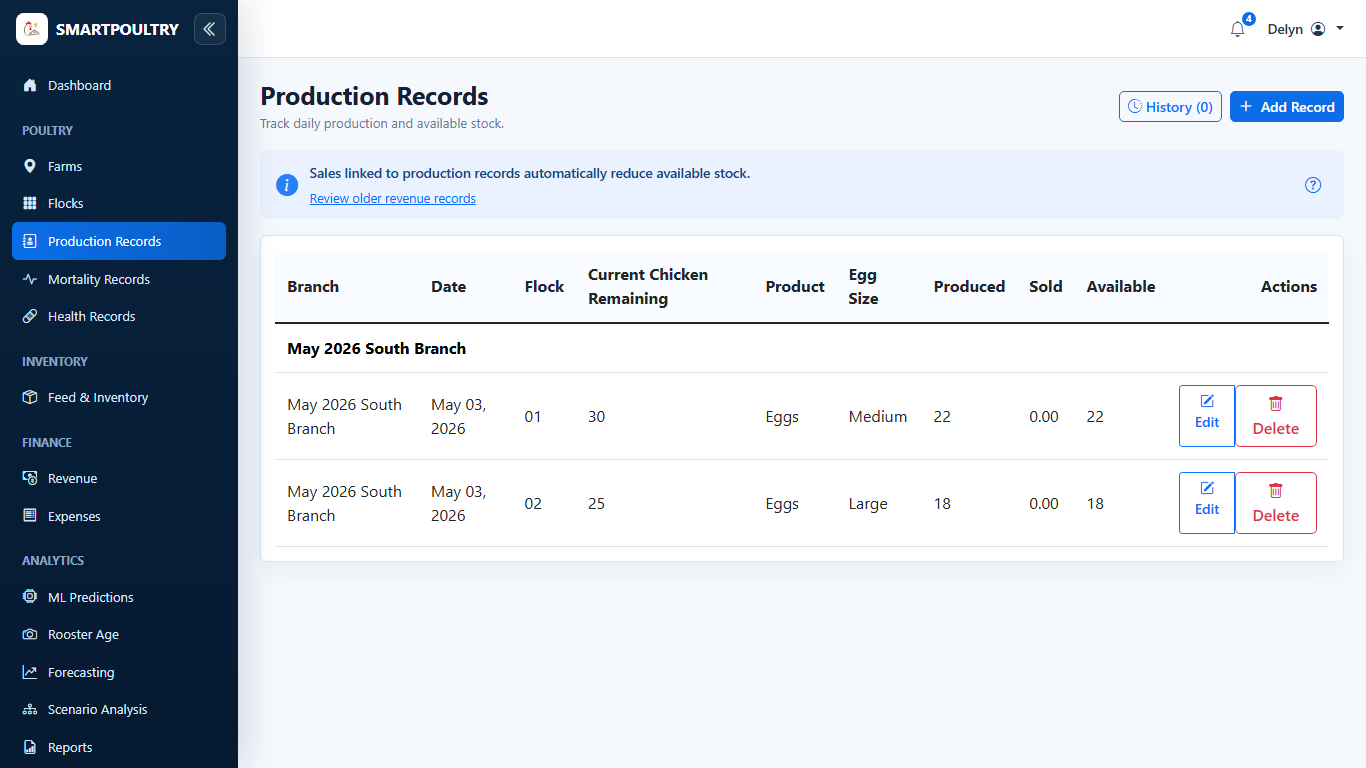 SMARTPOULTRY
4
Delyn
Dashboard
POULTRY
Farms
Flocks
Production Records
Mortality Records
Health Records
INVENTORY
Feed & Inventory
FINANCE
Revenue
Expenses
ANALYTICS
ML Predictions
Rooster Age
Forecasting
Scenario Analysis
Reports
Production Records
Track daily production and available stock.
History (0)
+ Add Record
Sales linked to production records automatically reduce available stock.
Review older revenue records
Branch Date Flock Current Chicken Remaining Product Egg Size Produced Sold Available Actions
May 2026 South Branch
May 2026 South Branch May 03, 2026 01 30 Eggs Medium 22 0.00 22 Edit Delete
May 2026 South Branch May 03, 2026 02 25 Eggs Large 18 0.00 18 Edit Delete